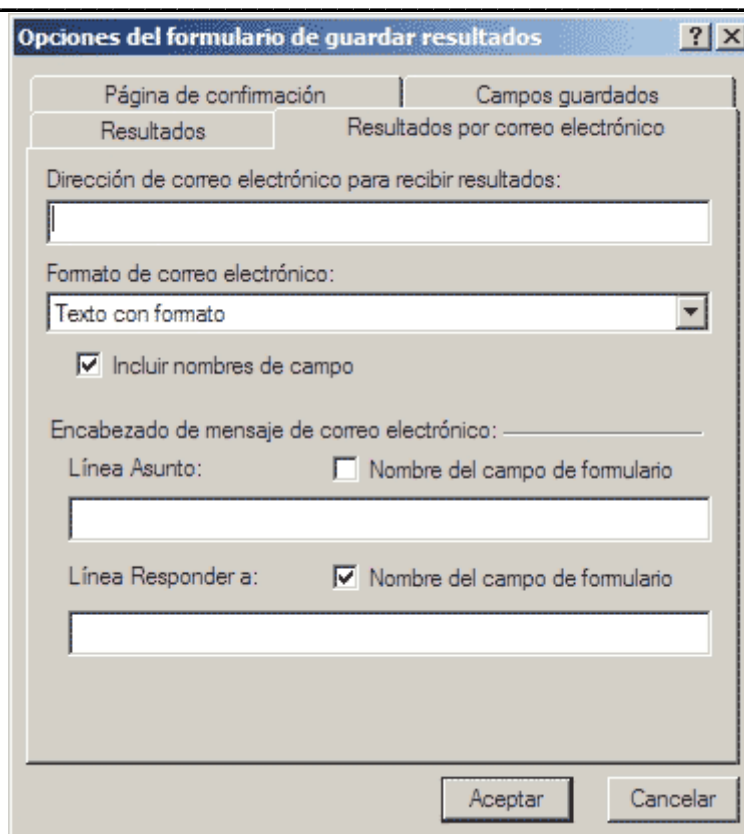 Opciones del formulario de guardar resultados
Página de confirmación
Campos guardados
Resultados
Resultados por correo electrónico
Dirección de correo electrónico para recibir resultados:
Formato de correo electrónico:
Texto con formato
Incluir nombres de campo
Encabezado de mensaje de correo electrónico:
Línea Asunto:
Nombre del campo de formulario
Línea Responder a:
Nombre del campo de formulario
Aceptar
Cancelar